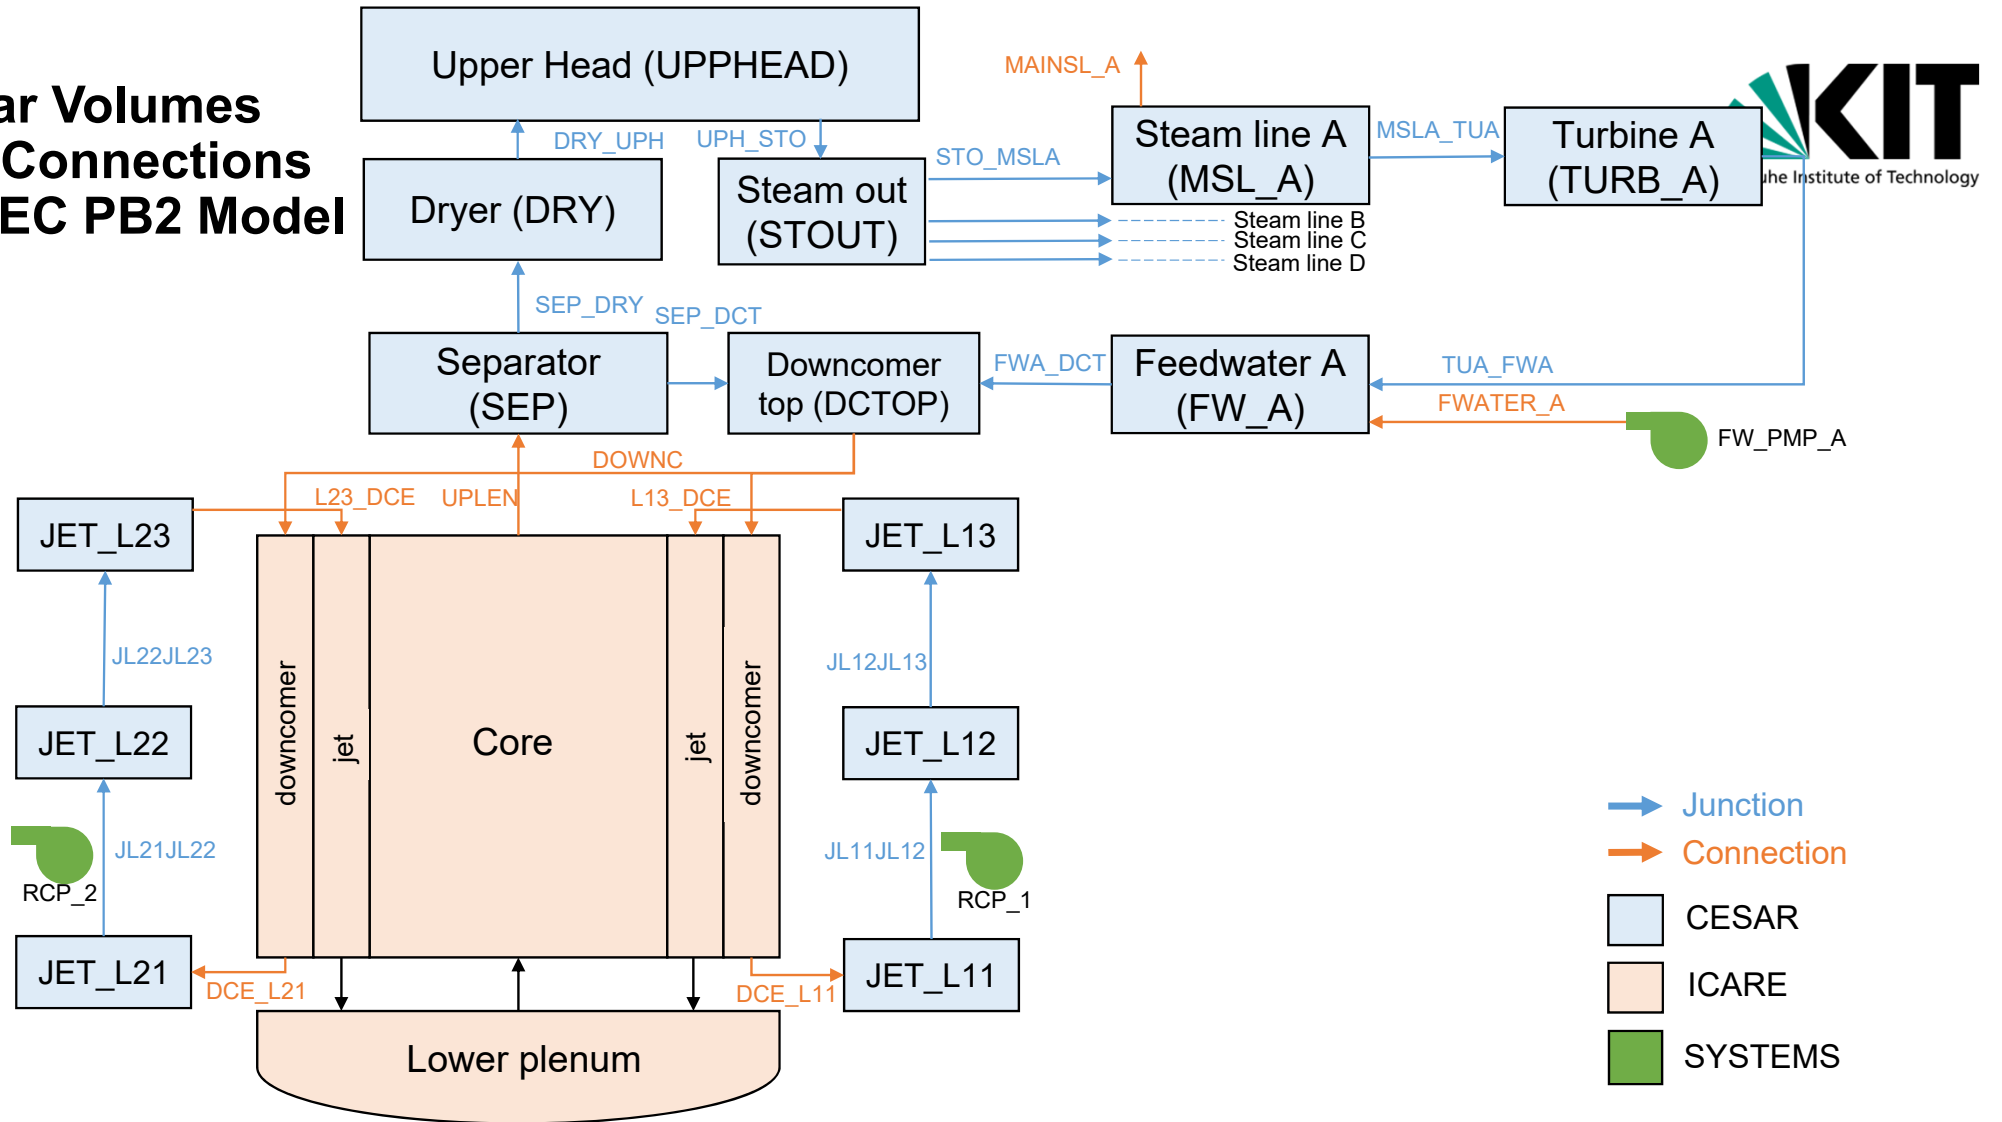 ar Volumes
Connections
EC PB2 Model
Upper Head (UPPHEAD)
MAINSL_A
KIT
uhe Institute of Technology
DRY_UPH
UPH_STO
STO_MSLA
Steam line A
(MSL_A)
MSLA_TUA
Turbine A
(TURB_A)
Dryer (DRY)
Steam out
(STOUT)
Steam line B
Steam line C
Steam line D
SEP_DRY
SEP_DCT
Separator
(SEP)
Downcomer
top (DCTOP)
FWA_DCT
Feedwater A
(FW_A)
TUA_FWA
FWATER_A
FW_PMP_A
DOWNC
L23_DCE
UPLEN
L13_DCE
JET_L23
JET_L13
JL22JL23
JL12JL13
downcomer
jet
Core
jet
downcomer
JET_L22
JET_L12
JL21JL22
JL11JL12
RCP_2
RCP_1
JET_L21
JET_L11
DCE_L21
DCE_L11
Lower plenum
Junction
Connection
CESAR
ICARE
SYSTEMS